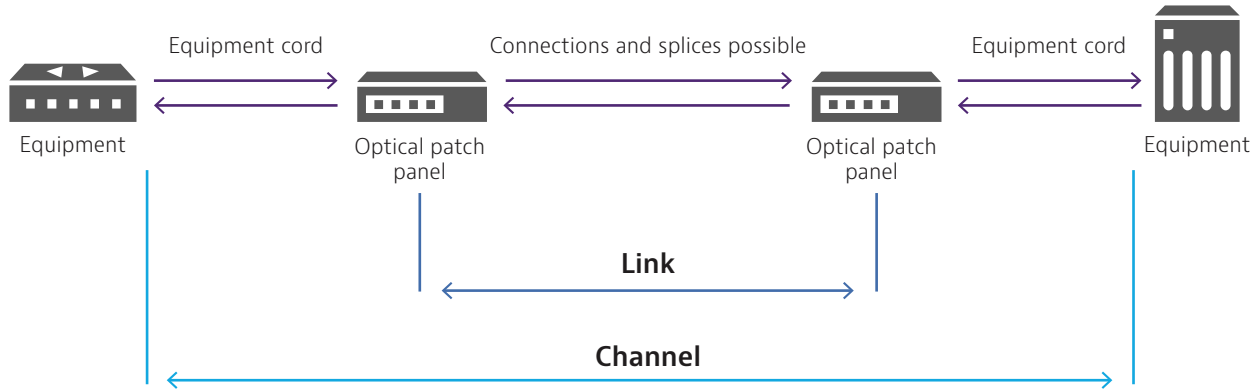 Equipment cord
Connections and splices possible
Equipment cord
Equipment
Optical patch
panel
Optical patch
panel
Equipment
Link
Channel